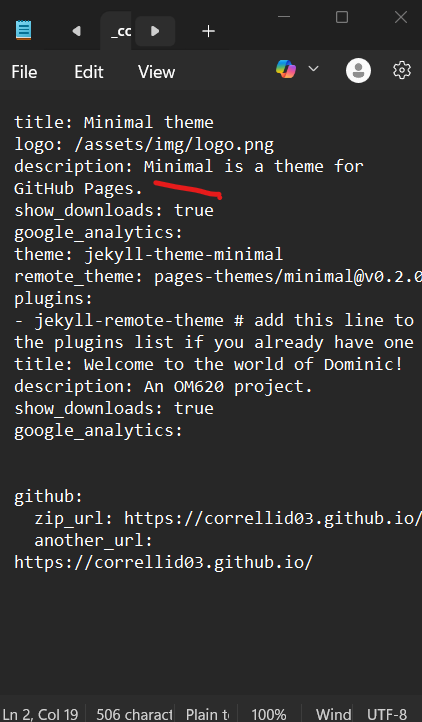 _cc
File Edit View
title: Minimal theme
logo: /assets/img/logo.png
description: Minimal is a theme for
GitHub Pages.
show_downloads: true
google_analytics:
theme: jekyll-theme-minimal
remote_theme: pages-themes/minimal@v0.2.0
plugins:
- jekyll-remote-theme # add this line to
the plugins list if you already have one
title: Welcome to the world of Dominic!
description: An OM620 project.
show_downloads: true
google_analytics:
github:
zip_url: https://correllid03.github.io/
another_url:
https://correllid03.github.io/
Ln 2, Col 19 506 charact Plain t 100% Wind UTF-8